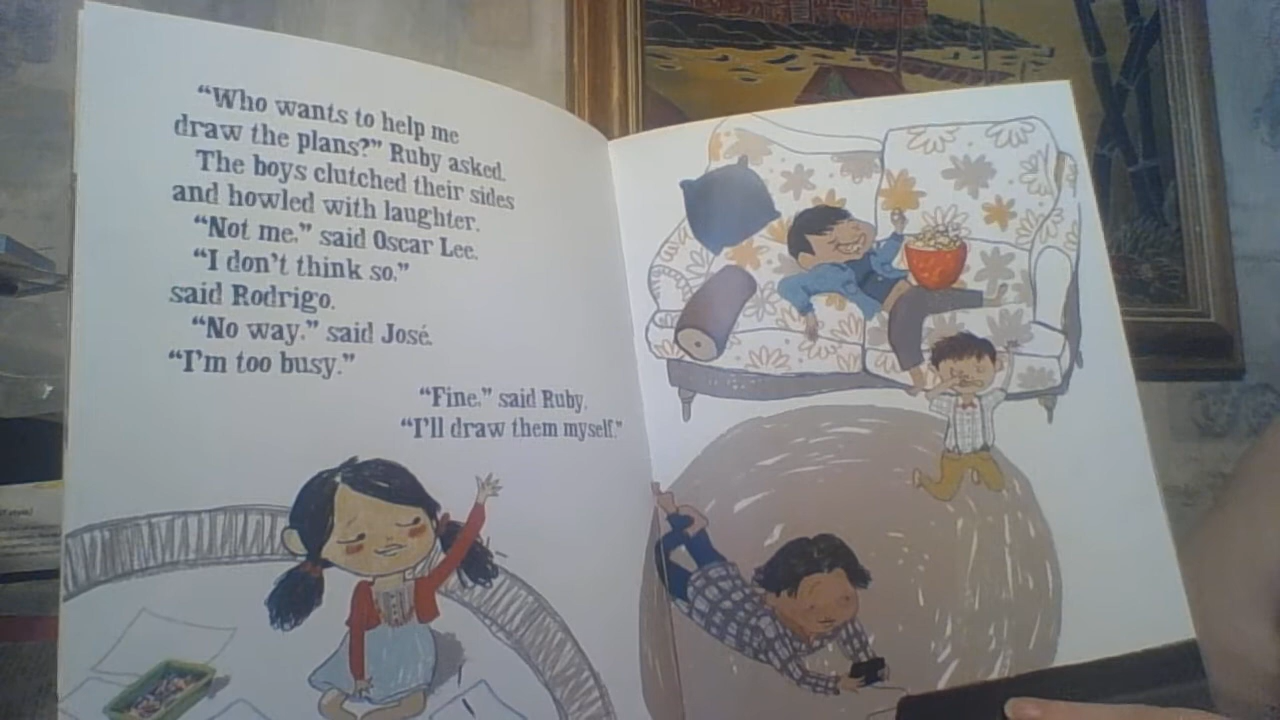 “Who wants to help me
draw the plans?” Ruby asked.
The boys clutched their sides
and howled with laughter.
“Not me,” said Oscar Lee.
“I don’t think so,”
said Rodrigo.
“No way,” said José.
“I’m too busy.”
“Fine,” said Ruby.
“I’ll draw them myself.”